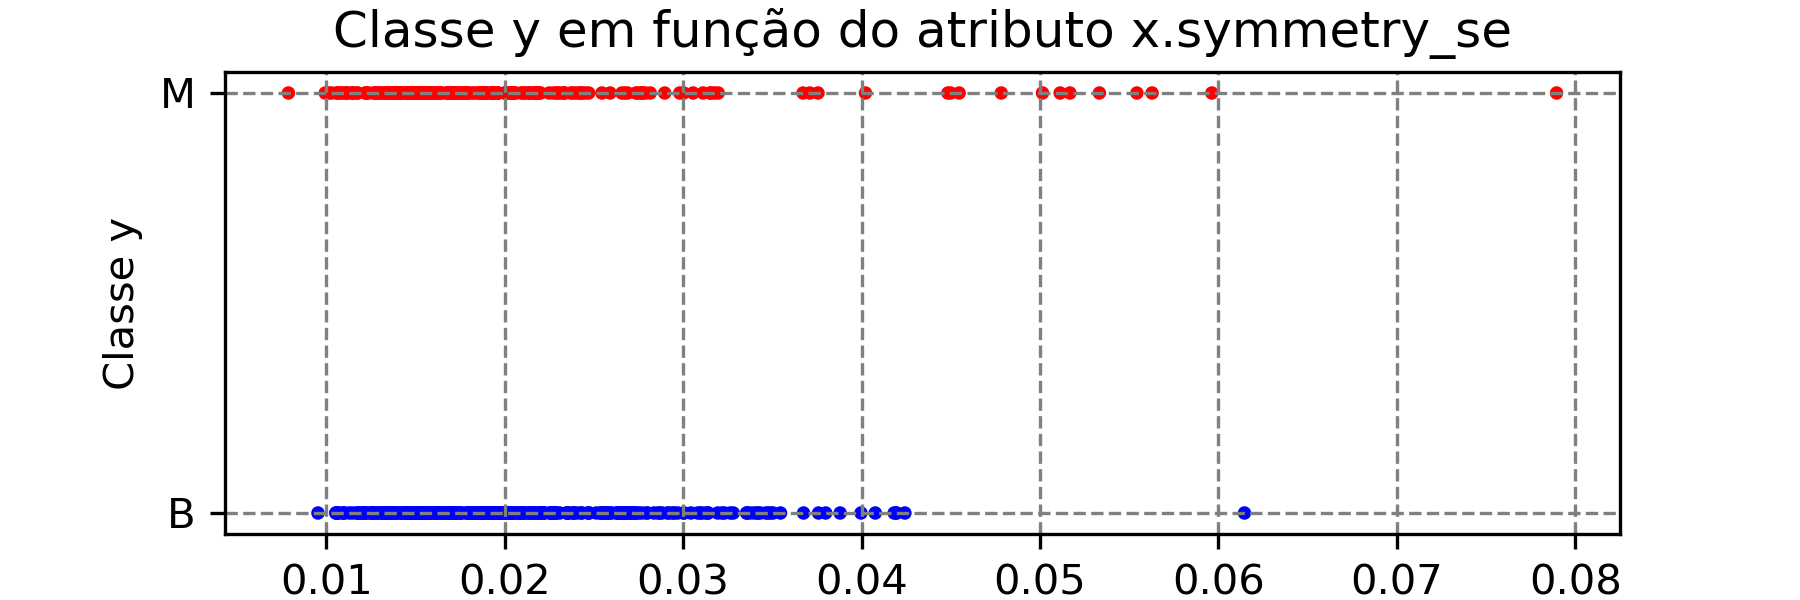 Classe y em função do atributo x.symmetry_se
M
Classe y
B
0.01 0.02 0.03 0.04 0.05 0.06 0.07 0.08